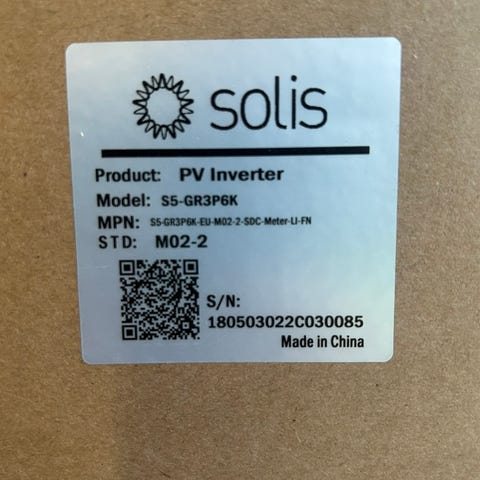 solis
Product: PV Inverter
Model: S5-GR3P6K
MPN: S5-GR3P6K-EU-M02-2-SDC-Meter-LI-FN
STD: M02-2
S/N:
180503022C030085
Made in China